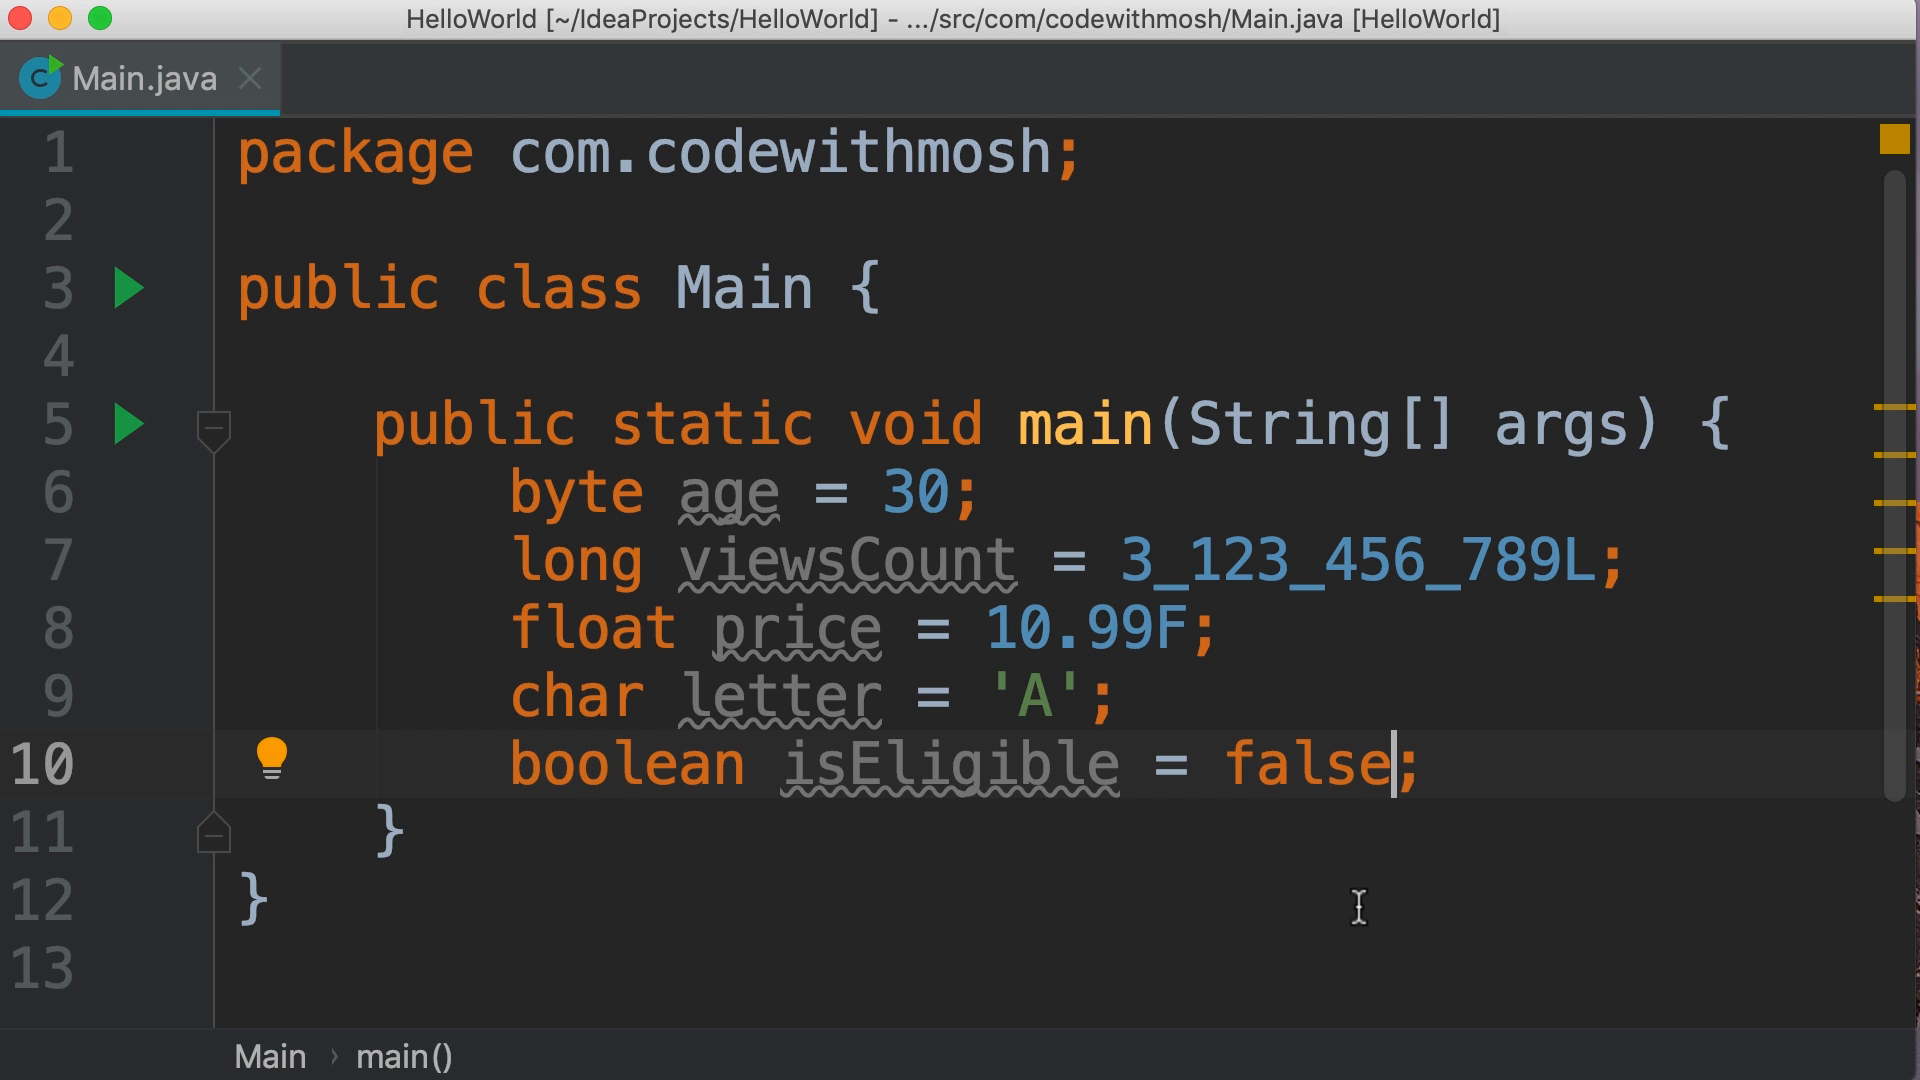 HelloWorld [~/IdeaProjects/HelloWorld] - .../src/com/codewithmosh/Main.java [HelloWorld]
C Main.java
1 package com.codewithmosh;
2
3 public class Main {
4
5 public static void main(String[] args) {
6 byte age = 30;
7 long viewsCount = 3_123_456_789L;
8 float price = 10.99F;
9 char letter = 'A';
10 boolean isEligible = false;
11 }
12 }
13
Main › main()